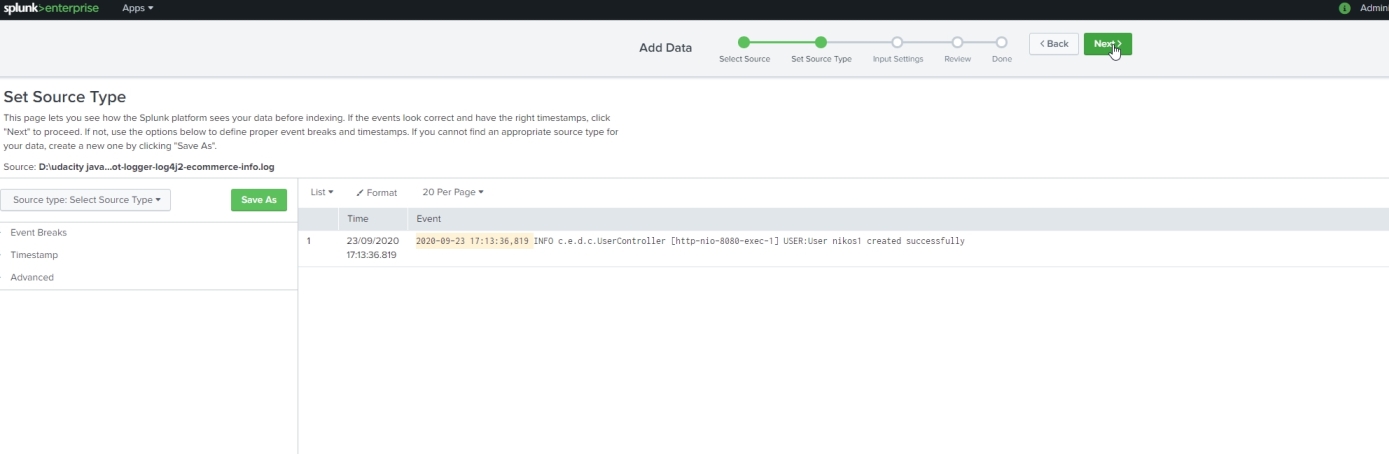 splunk>enterprise Apps
i Admini
Add Data
Select Source Set Source Type Input Settings Review Done
< Back Next >
Set Source Type
This page lets you see how the Splunk platform sees your data before indexing. If the events look correct and have the right timestamps, click
"Next" to proceed. If not, use the options below to define proper event breaks and timestamps. If you cannot find an appropriate source type for
your data, create a new one by clicking "Save As".
Source: D:\udacity java...ot-logger-log4j2-ecommerce-info.log
Source type: Select Source Type
Save As
Event Breaks
Timestamp
Advanced
List Format 20 Per Page
Time Event
1 23/09/2020 2020-09-23 17:13:36,819 INFO c.e.d.c.UserController [http-nio-8080-exec-1] USER:User nikos1 created successfully
17:13:36.819